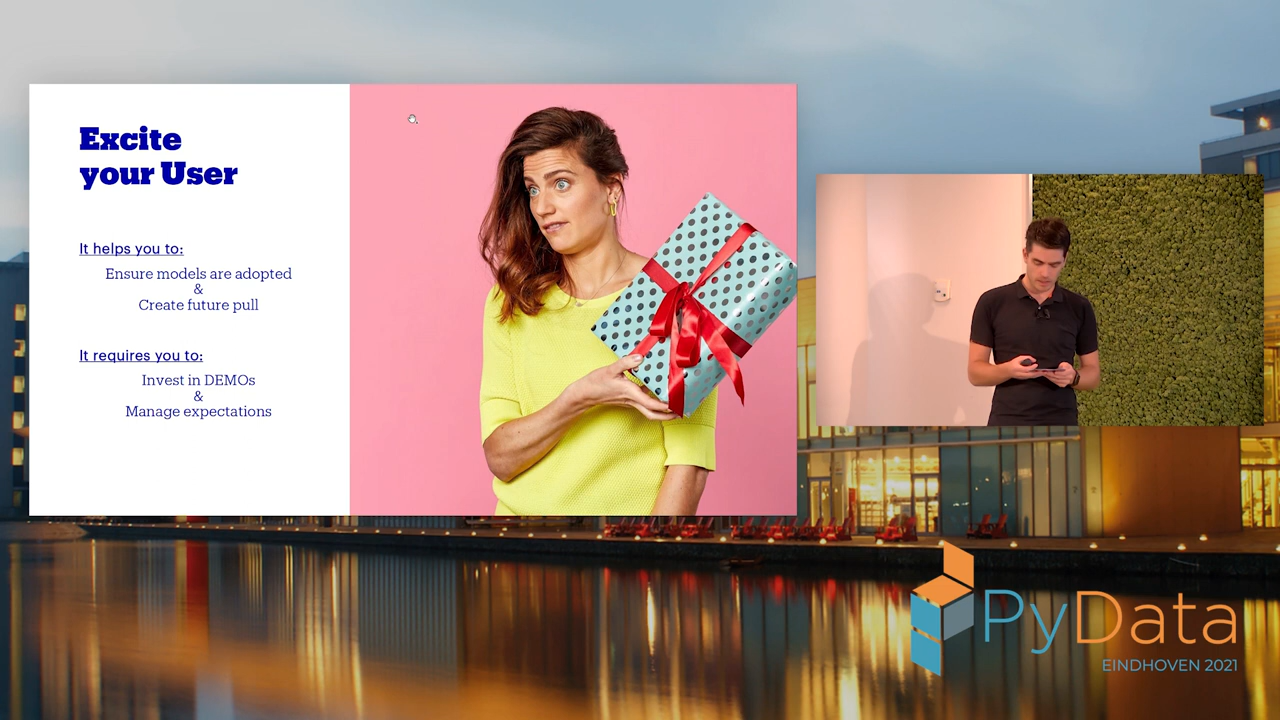 Excite
your User
It helps you to:
Ensure models are adopted
&
Create future pull
It requires you to:
Invest in DEMOs
&
Manage expectations
PyData
EINDHOVEN 2021